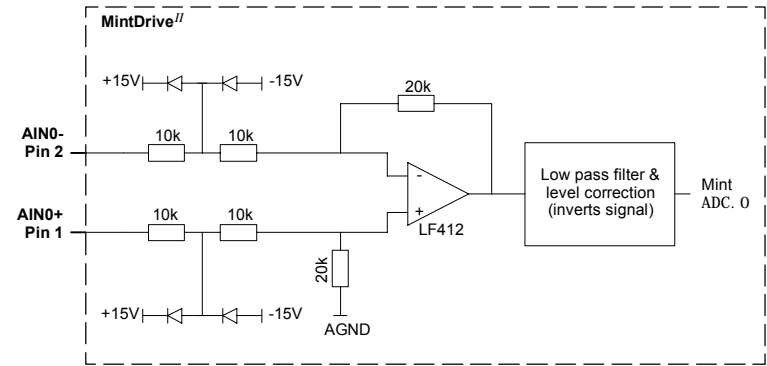 MintDrive II
+15V -15V
20k
AIN0-
Pin 2
10k 10k
-
Low pass filter &
level correction
(inverts signal)
Mint
ADC. 0
AIN0+
Pin 1
10k 10k
+
LF412
20k
+15V -15V
AGND